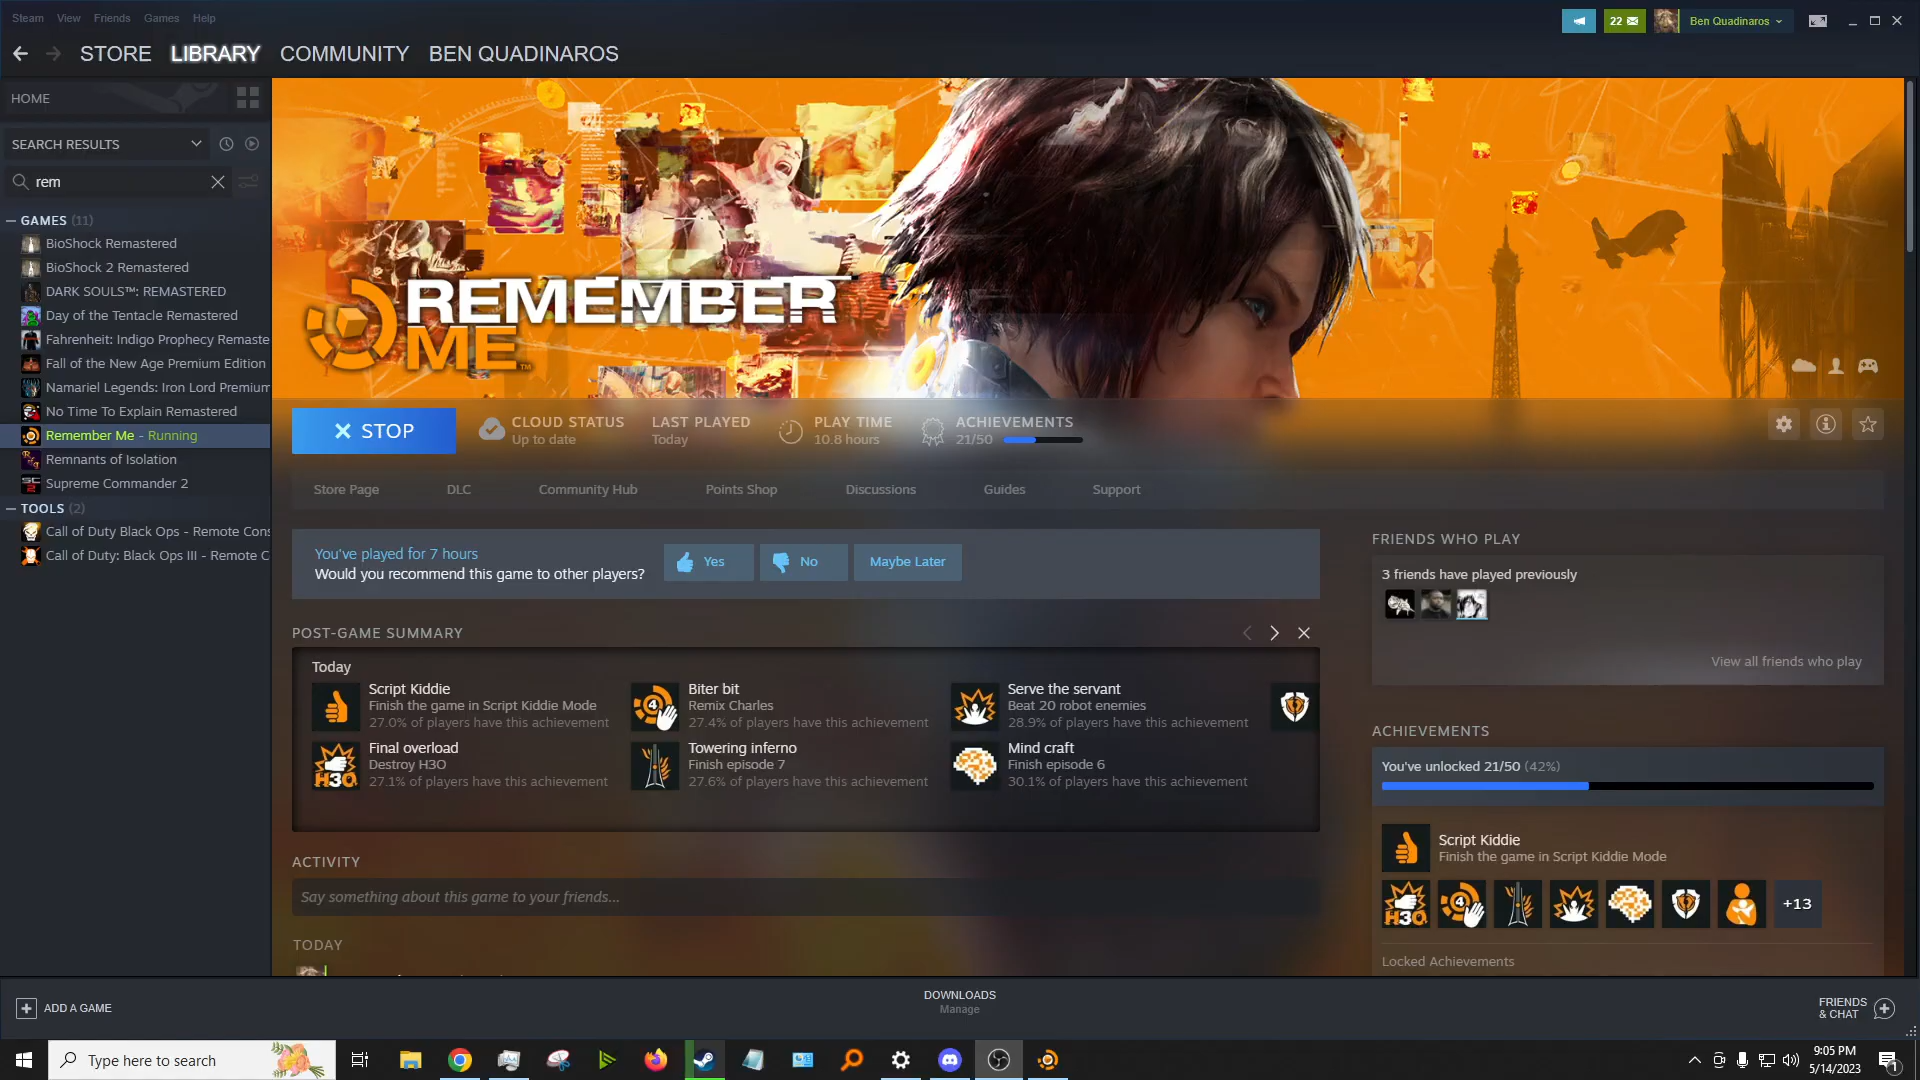 Steam View Friends Games Help
22
Ben Quadinaros
STORE LIBRARY COMMUNITY BEN QUADINAROS
HOME
SEARCH RESULTS
rem
GAMES (11)
BioShock Remastered
BioShock 2 Remastered
DARK SOULS™: REMASTERED
Day of the Tentacle Remastered
Fahrenheit: Indigo Prophecy Remaste
Fall of the New Age Premium Edition
Namariel Legends: Iron Lord Premium
No Time To Explain Remastered
Remember Me - Running
Remnants of Isolation
Supreme Commander 2
TOOLS (2)
Call of Duty Black Ops - Remote Cons
Call of Duty: Black Ops III - Remote C
REMEMBER
ME™
STOP
CLOUD STATUS
Up to date
LAST PLAYED
Today
PLAY TIME
10.8 hours
ACHIEVEMENTS
21/50
Store Page DLC Community Hub Points Shop Discussions Guides Support
You've played for 7 hours
Would you recommend this game to other players?
Yes
No
Maybe Later
POST-GAME SUMMARY
Today
Script Kiddie
Finish the game in Script Kiddie Mode
27.0% of players have this achievement
H3O
Final overload
Destroy H3O
27.1% of players have this achievement
4
Biter bit
Remix Charles
27.4% of players have this achievement
Towering inferno
Finish episode 7
27.6% of players have this achievement
Serve the servant
Beat 20 robot enemies
28.9% of players have this achievement
Mind craft
Finish episode 6
30.1% of players have this achievement
ACTIVITY
Say something about this game to your friends...
TODAY
FRIENDS WHO PLAY
3 friends have played previously
View all friends who play
ACHIEVEMENTS
You've unlocked 21/50 (42%)
Script Kiddie
Finish the game in Script Kiddie Mode
H3O
4
+13
Locked Achievements
ADD A GAME
DOWNLOADS
Manage
FRIENDS
& CHAT
Type here to search
9:05 PM
5/14/2023
1